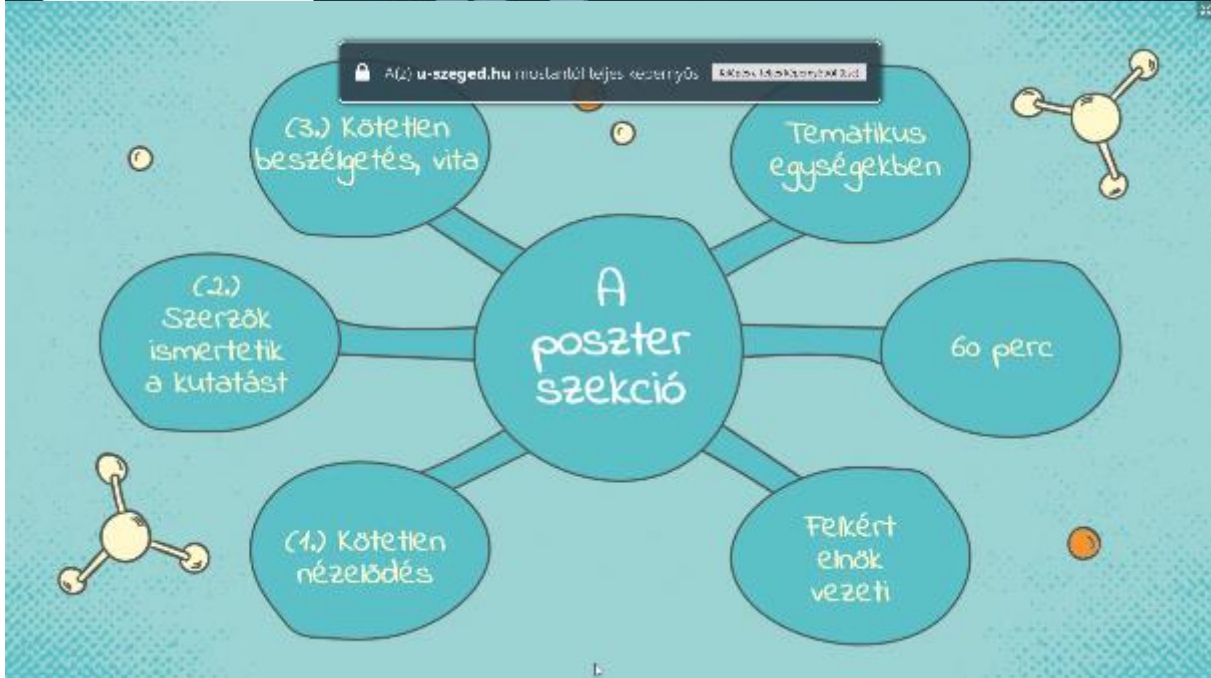 A(z) u-szeged.hu mostantól teljes képernyős
(3.) Kötetlen
beszélgetés, vita
Tematikus
egységekben
A
poszter
szekció
(2.)
Szerzők
ismertetik
a kutatást
60 perc
(1.) Kötetlen
nézelődés
Felkért
elnök
vezeti